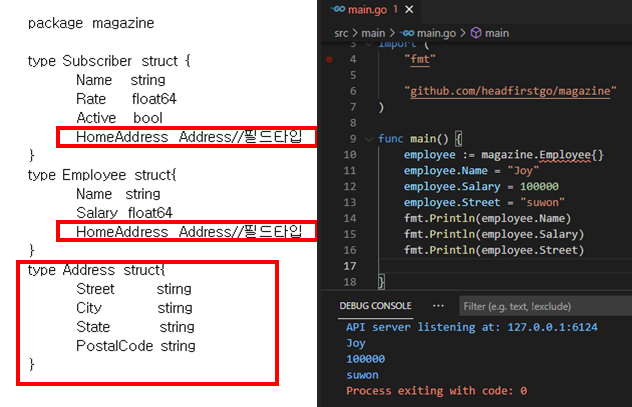 package magazine
type Subscriber struct {
Name string
Rate float64
Active bool
HomeAddress Address//필드타입
}
type Employee struct{
Name string
Salary float64
HomeAddress Address//필드타입
}
type Address struct{
Street stirng
City stirng
State stirng
PostalCode string
}
main.go 1 ×
src > main > main.go > main
3 import (
4 "fmt"
5
6 "github.com/headfirstgo/magazine"
7 )
8
9 func main() {
10 employee := magazine.Employee{}
11 employee.Name = "Joy"
12 employee.Salary = 100000
13 employee.Street = "suwon"
14 fmt.Println(employee.Name)
15 fmt.Println(employee.Salary)
16 fmt.Println(employee.Street)
17
18 }
DEBUG CONSOLE ··· Filter (e.g. text, !exclude)
API server listening at: 127.0.0.1:6124
Joy
100000
suwon
Process exiting with code: 0